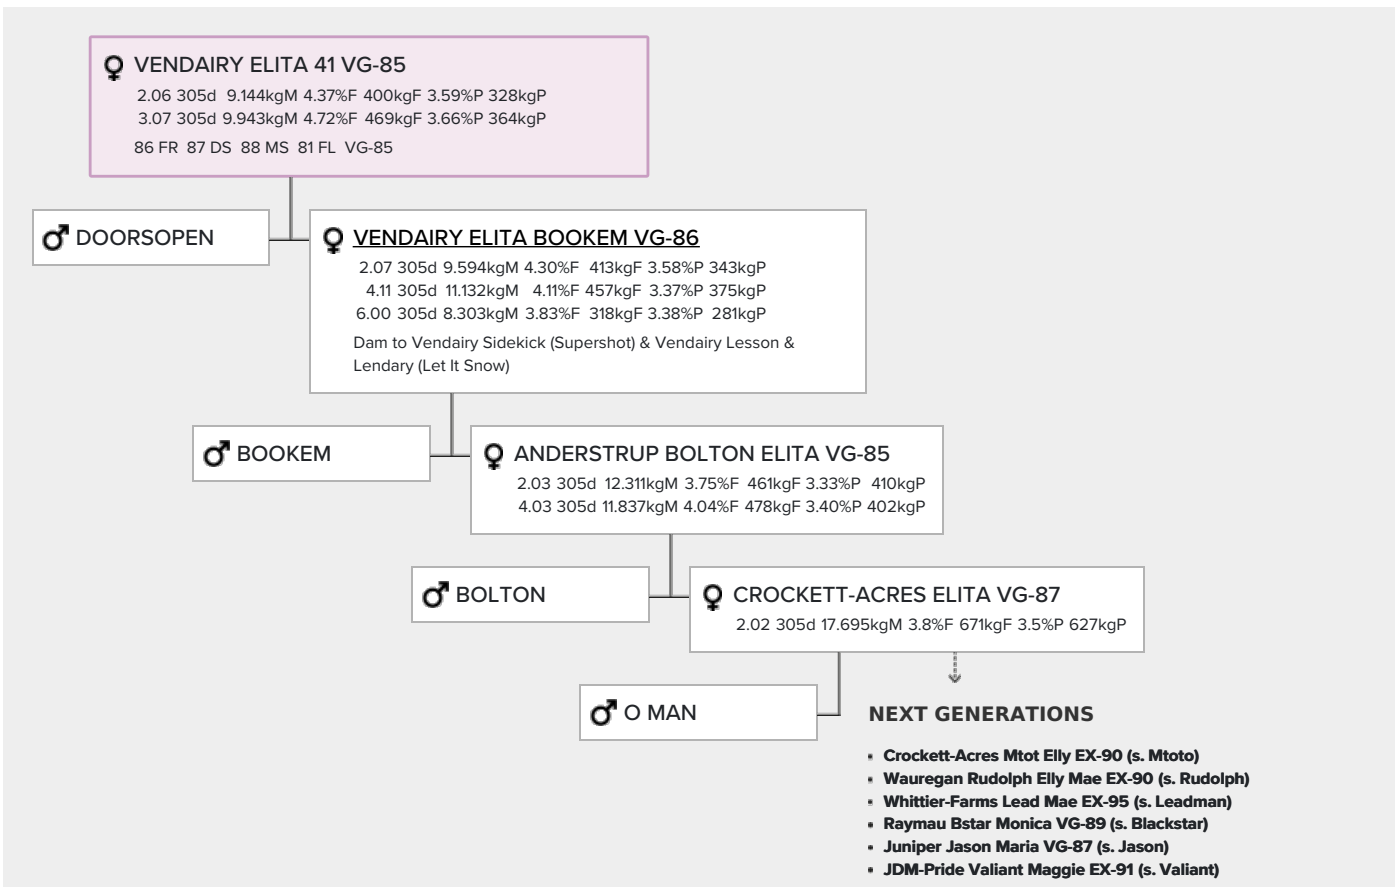 VENDAIRY ELITA 41 VG-85
2.06 305d 9.144kgM 4.37%F 400kgF 3.59%P 328kgP
3.07 305d 9.943kgM 4.72%F 469kgF 3.66%P 364kgP
86 FR 87 DS 88 MS 81 FL VG-85
DOORSOPEN
VENDAIRY ELITA BOOKEM VG-86
2.07 305d 9.594kgM 4.30%F 413kgF 3.58%P 343kgP
4.11 305d 11.132kgM 4.11%F 457kgF 3.37%P 375kgP
6.00 305d 8.303kgM 3.83%F 318kgF 3.38%P 281kgP
Dam to Vendairy Sidekick (Supershot) & Vendairy Lesson &
Lendary (Let It Snow)
BOOKEM
ANDERSTRUP BOLTON ELITA VG-85
2.03 305d 12.311kgM 3.75%F 461kgF 3.33%P 410kgP
4.03 305d 11.837kgM 4.04%F 478kgF 3.40%P 402kgP
BOLTON
CROCKETT-ACRES ELITA VG-87
2.02 305d 17.695kgM 3.8%F 671kgF 3.5%P 627kgP
O MAN
NEXT GENERATIONS
• Crockett-Acres Mtot Elly EX-90 (s. Mtoto)
• Wauregan Rudolph Elly Mae EX-90 (s. Rudolph)
• Whittier-Farms Lead Mae EX-95 (s. Leadman)
• Raymau Bstar Monica VG-89 (s. Blackstar)
• Juniper Jason Maria VG-87 (s. Jason)
• JDM-Pride Valiant Maggie EX-91 (s. Valiant)